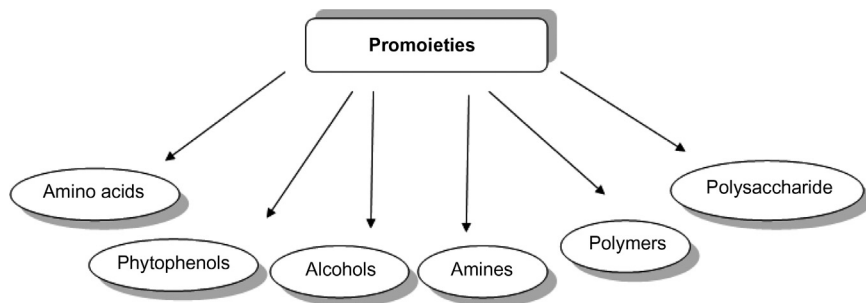 Promoieties
Amino acids
Phytophenols
Alcohols
Amines
Polymers
Polysaccharide